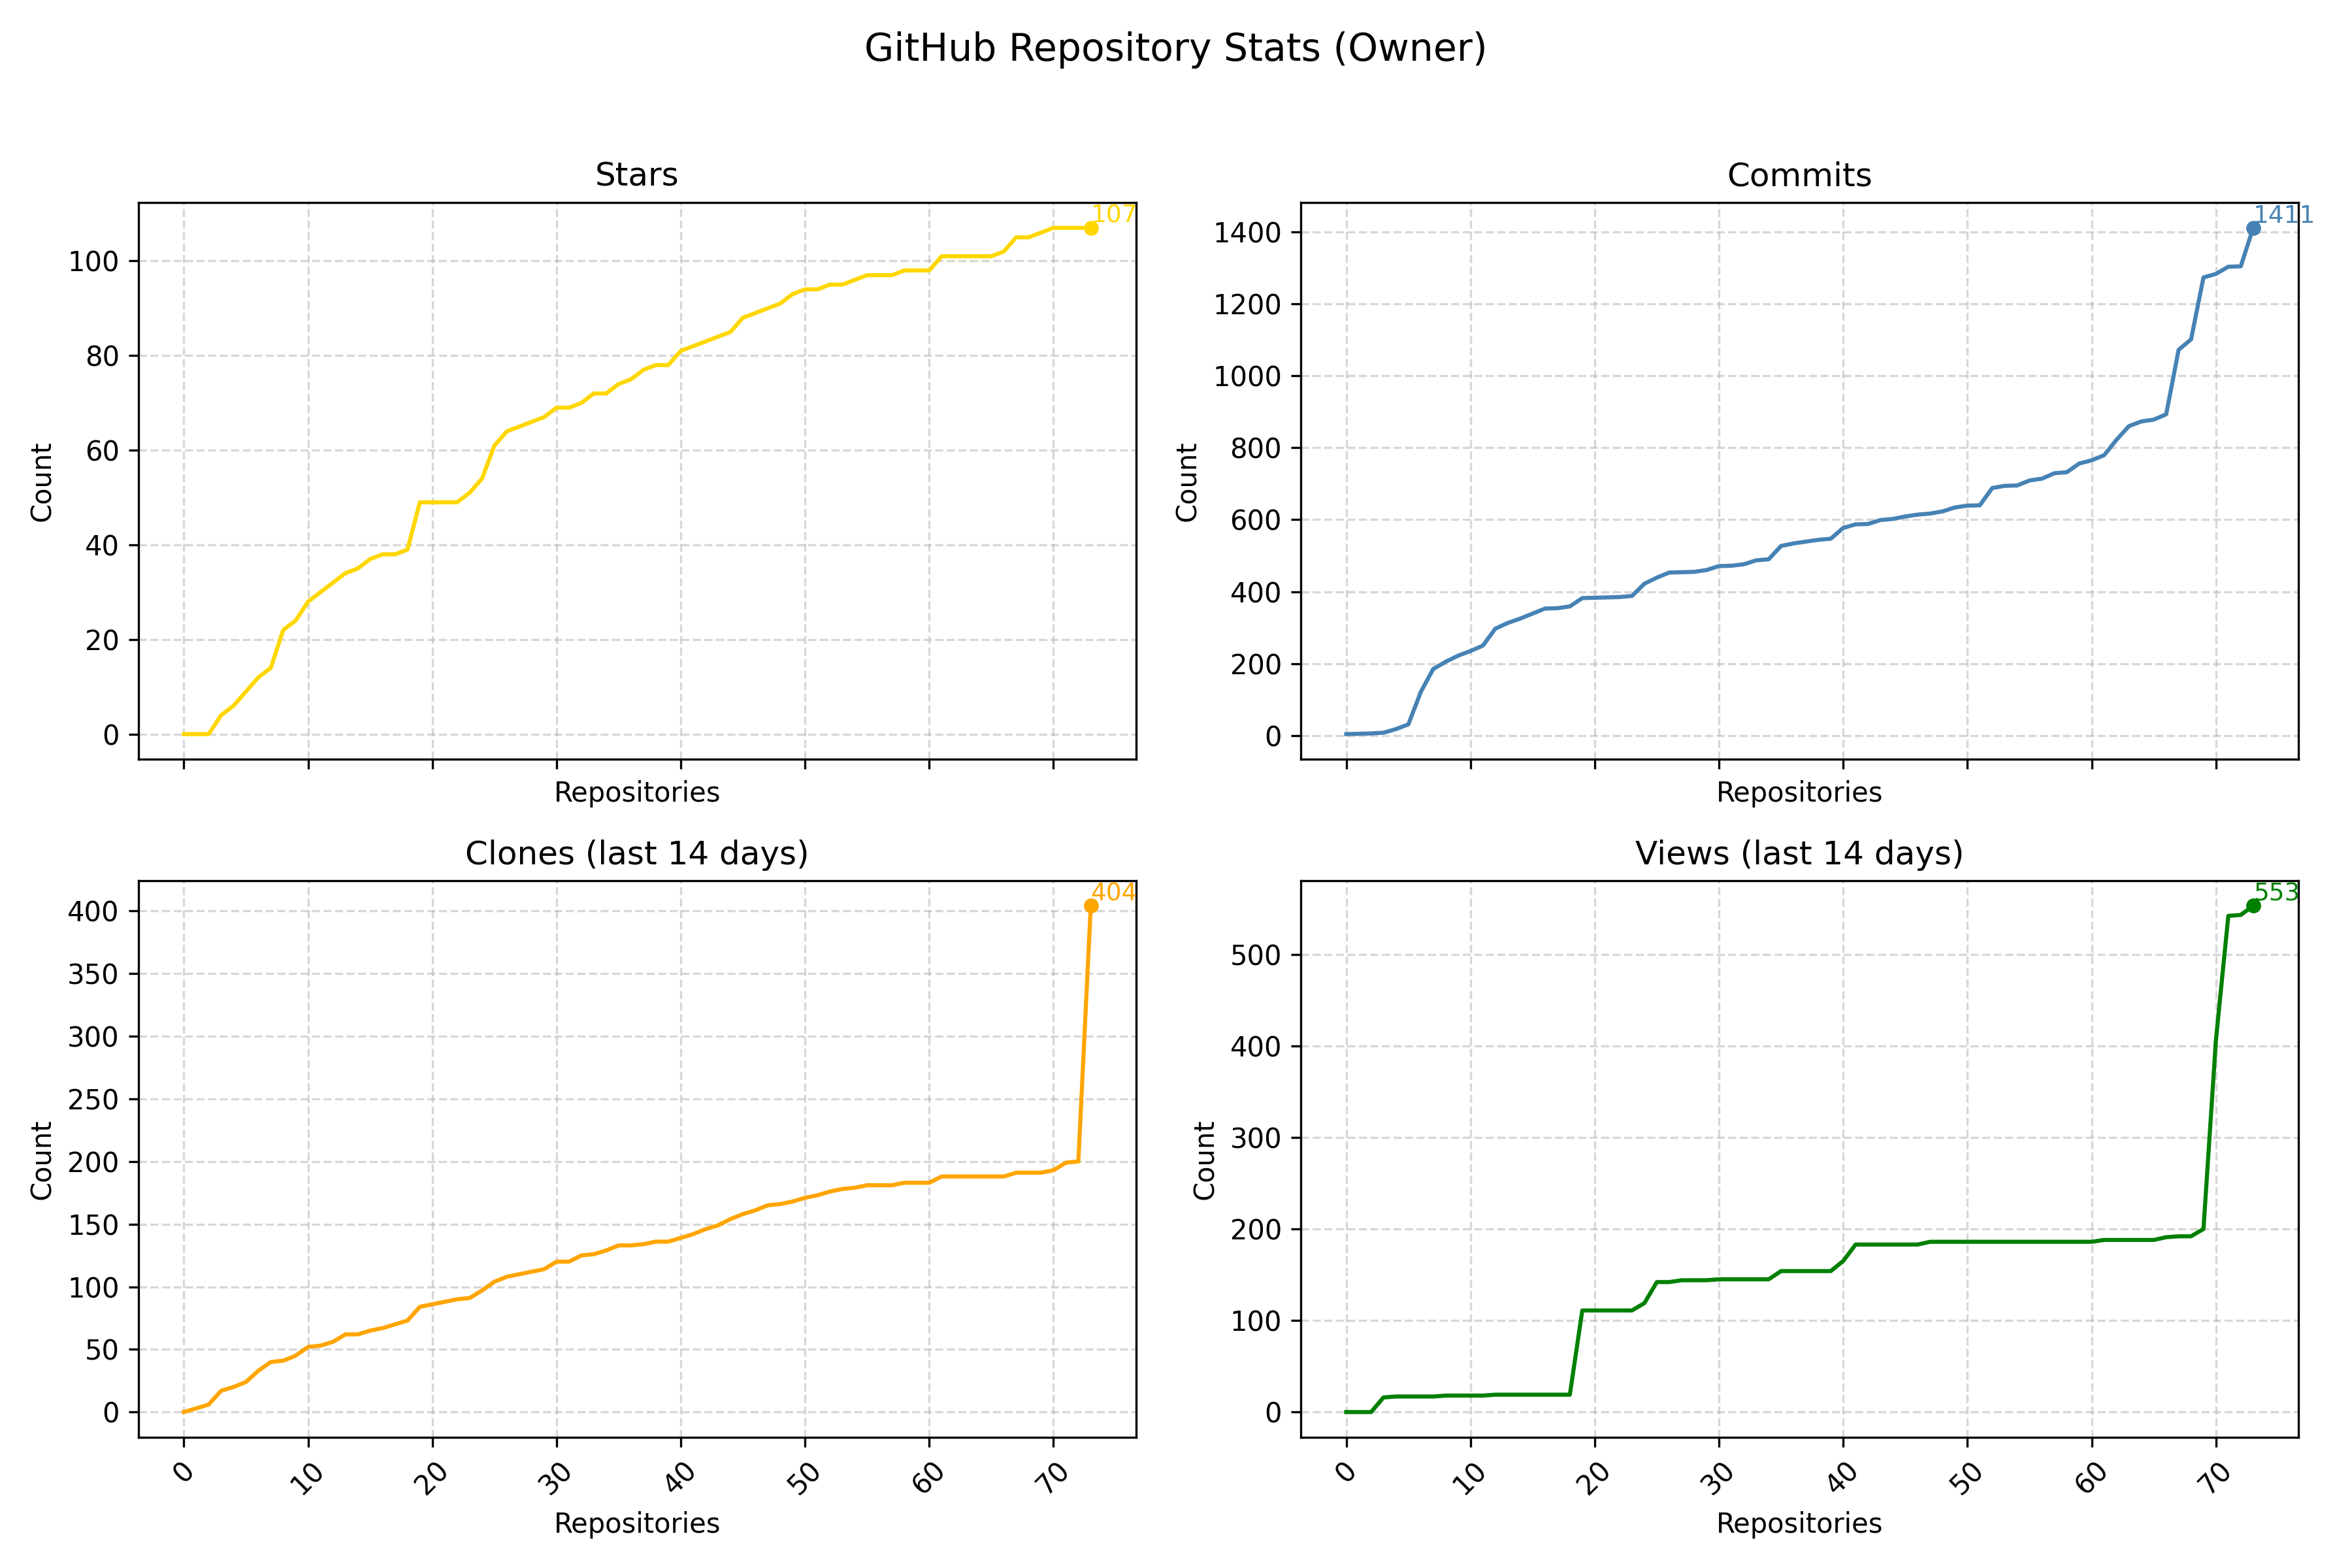 GitHub Repository Stats (Owner)
Stars
107
100
80
60
40
20
0
Count
Repositories
Commits
1411
1400
1200
1000
800
600
400
200
0
Count
Repositories
Clones (last 14 days)
404
400
350
300
250
200
150
100
50
0
Count
0 10 20 30 40 50 60 70
Repositories
Views (last 14 days)
553
500
400
300
200
100
0
Count
0 10 20 30 40 50 60 70
Repositories